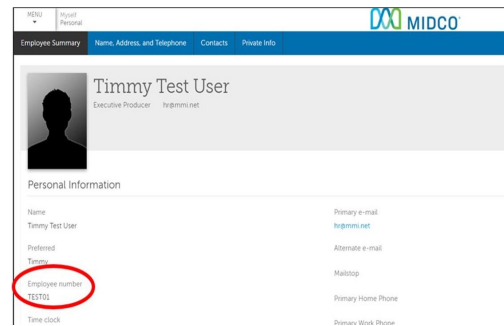 MENU
Myself
Personal
MIDCO
Employee Summary Name, Address, and Telephone Contacts Private Info
Timmy Test User
Executive Producer hr@mmi.net
Personal Information
Name
Timmy Test User
Preferred
Timmy
Employee number
TEST01
Time clock
Primary e-mail
hr@mmi.net
Alternate e-mail
Mailstop
Primary Home Phone
Primary Work Phone